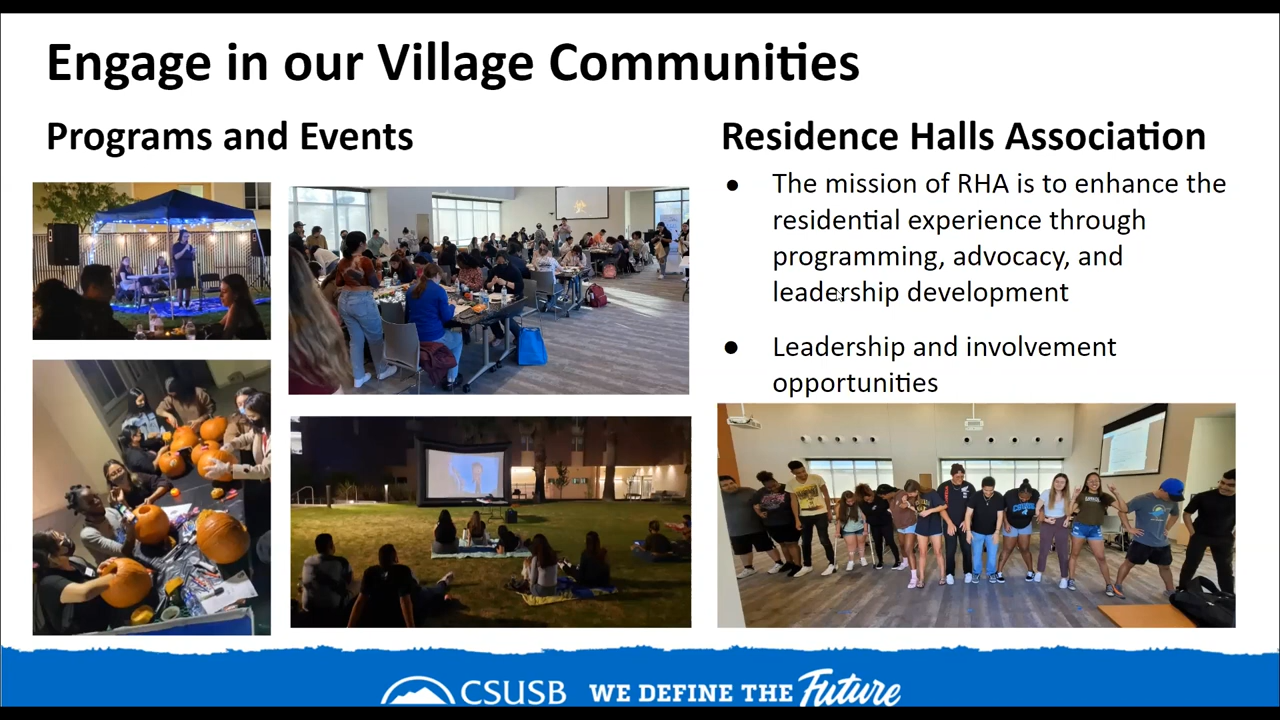 Engage in our Village Communities
Programs and Events
Residence Halls Association
● The mission of RHA is to enhance the
residential experience through
programming, advocacy, and
leadership development
● Leadership and involvement
opportunities
CSUSB WE DEFINE THE Future